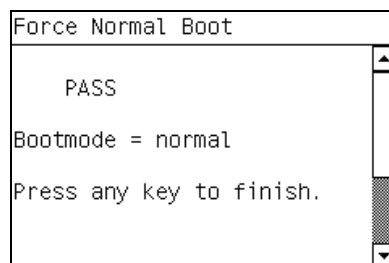 Force Normal Boot
PASS
Bootmode = normal
Press any key to finish.